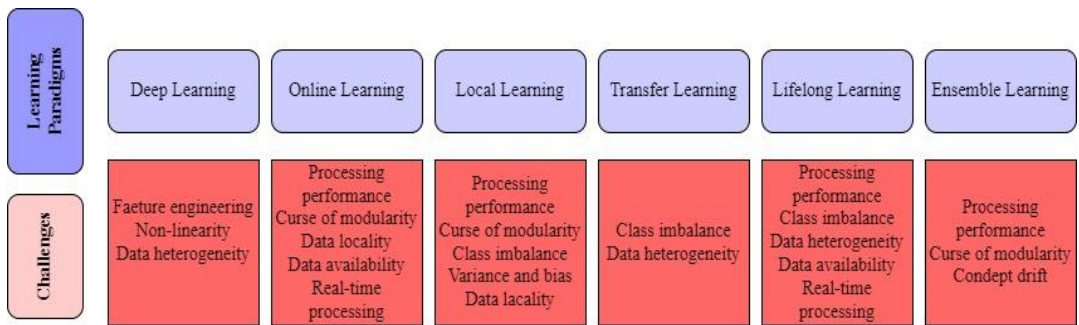 Learning
Paradigms
Deep Learning
Online Learning
Local Learning
Transfer Learning
Lifelong Learning
Ensemble Learning
Challenges
Faeture engineering
Non-linearity
Data heterogeneity
Processing
performance
Curse of modularity
Data locality
Data availability
Real-time
processing
Processing
performance
Curse of modularity
Class imbalance
Variance and bias
Data lacality
Class imbalance
Data heterogeneity
Processing
performance
Class imbalance
Data heterogeneity
Data availability
Real-time
processing
Processing
performance
Curse of modularity
Condept drift